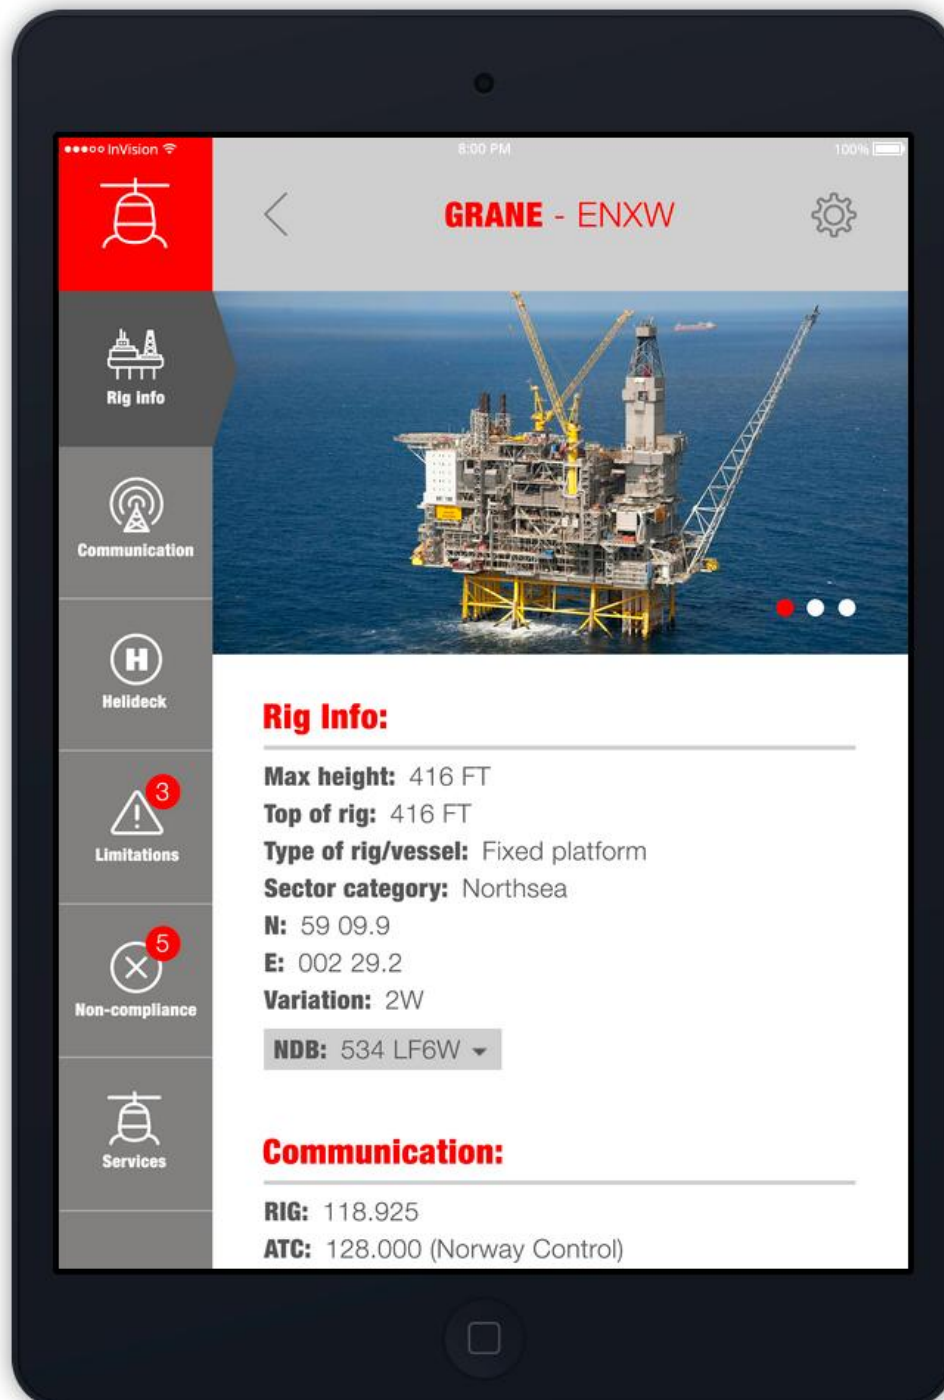 InVision
8:00 PM
100%
GRANE - ENXW
Rig info
Communication
H
Helideck
3
Limitations
5
Non-compliance
Services
Rig Info:
Max height: 416 FT
Top of rig: 416 FT
Type of rig/vessel: Fixed platform
Sector category: Northsea
N: 59 09.9
E: 002 29.2
Variation: 2W
NDB: 534 LF6W
Communication:
RIG: 118.925
ATC: 128.000 (Norway Control)